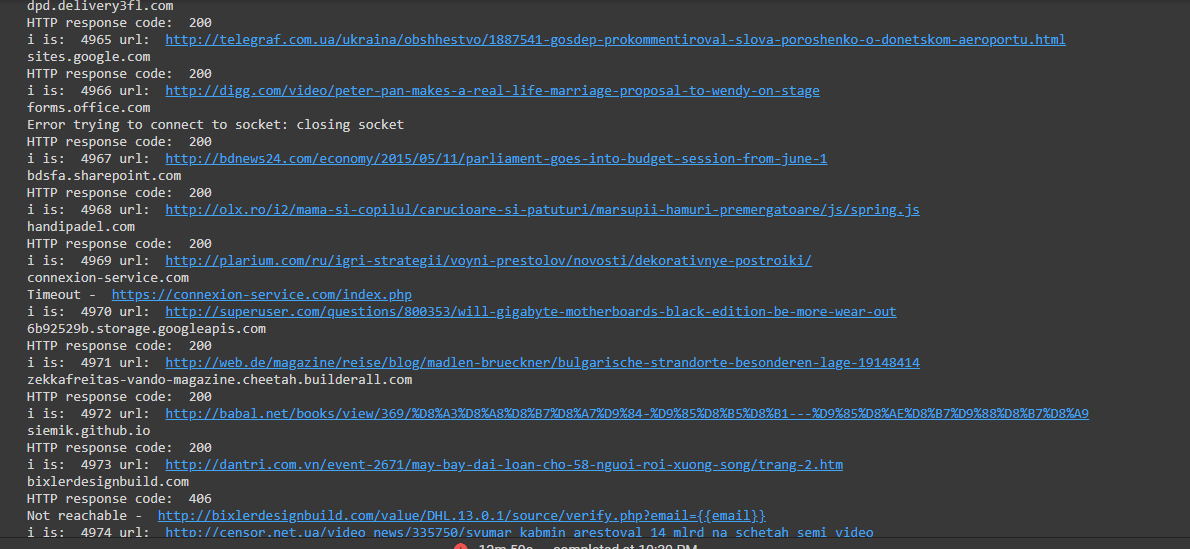 dpd.delivery3fl.com
HTTP response code:  200
i is:  4965 url:  http://telegraf.com.ua/ukraina/obshhestvo/1887541-gosdep-prokommentiroval-slova-poroshenko-o-donetskom-aeroportu.html
sites.google.com
HTTP response code:  200
i is:  4966 url:  http://digg.com/video/peter-pan-makes-a-real-life-marriage-proposal-to-wendy-on-stage
forms.office.com
Error trying to connect to socket: closing socket
HTTP response code:  200
i is:  4967 url:  http://bdnews24.com/economy/2015/05/11/parliament-goes-into-budget-session-from-june-1
bdsfa.sharepoint.com
HTTP response code:  200
i is:  4968 url:  http://olx.ro/i2/mama-si-copilul/carucioare-si-patuturi/marsupii-hamuri-premergatoare/js/spring.js
handipadel.com
HTTP response code:  200
i is:  4969 url:  http://plarium.com/ru/igri-strategii/voyni-prestolov/novosti/dekorativnye-postroiki/
connexion-service.com
Timeout -  https://connexion-service.com/index.php
i is:  4970 url:  http://superuser.com/questions/800353/will-gigabyte-motherboards-black-edition-be-more-wear-out
6b92529b.storage.googleapis.com
HTTP response code:  200
i is:  4971 url:  http://web.de/magazine/reise/blog/madlen-brueckner/bulgarische-strandorte-besonderen-lage-19148414
zekkafreitas-vando-magazine.cheetah.builderall.com
HTTP response code:  200
i is:  4972 url:  http://babal.net/books/view/369/%D8%A3%D8%A8%D8%B7%D8%A7%D9%84-%D9%85%D8%B5%D8%B1---%D9%85%D8%AE%D8%B7%D9%88%D8%B7%D8%A9
siemik.github.io
HTTP response code:  200
i is:  4973 url:  http://dantri.com.vn/event-2671/may-bay-dai-loan-cho-58-nguoi-roi-xuong-song/trang-2.htm
bixlerdesignbuild.com
HTTP response code:  406
Not reachable -  http://bixlerdesignbuild.com/value/DHL.13.0.1/source/verify.php?email={{email}}
i is:  4974 url:  http://censor.net.ua/video_news/335750/syumar_kabmin_arestoval_14_mlrd_na_schetah_semi_video
12m 50s completed at 10:20 PM